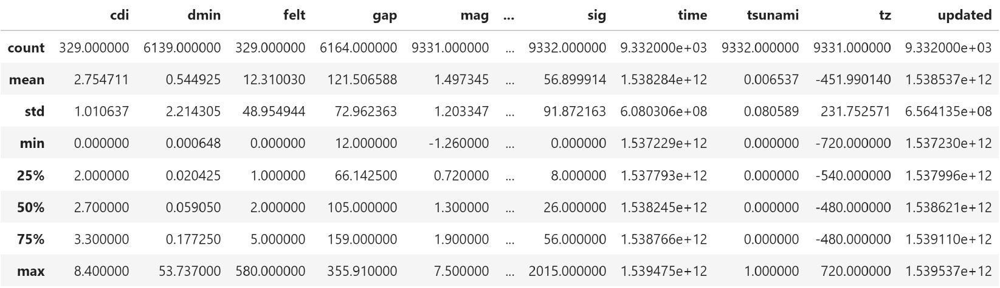 cdi dmin felt gap mag ... sig time tsunami tz updated
count 329.000000 6139.000000 329.000000 6164.000000 9331.000000 ... 9332.000000 9.332000e+03 9332.000000 9331.000000 9.332000e+03
mean 2.754711 0.544925 12.310030 121.506588 1.497345 ... 56.899914 1.538284e+12 0.006537 -451.990140 1.538537e+12
std 1.010637 2.214305 48.954944 72.962363 1.203347 ... 91.872163 6.080306e+08 0.080589 231.752571 6.564135e+08
min 0.000000 0.000648 0.000000 12.000000 -1.260000 ... 0.000000 1.537229e+12 0.000000 -720.000000 1.537230e+12
25% 2.000000 0.020425 1.000000 66.142500 0.720000 ... 8.000000 1.537793e+12 0.000000 -540.000000 1.537996e+12
50% 2.700000 0.059050 2.000000 105.000000 1.300000 ... 26.000000 1.538245e+12 0.000000 -480.000000 1.538621e+12
75% 3.300000 0.177250 5.000000 159.000000 1.900000 ... 56.000000 1.538766e+12 0.000000 -480.000000 1.539110e+12
max 8.400000 53.737000 580.000000 355.910000 7.500000 ... 2015.000000 1.539475e+12 1.000000 720.000000 1.539537e+12